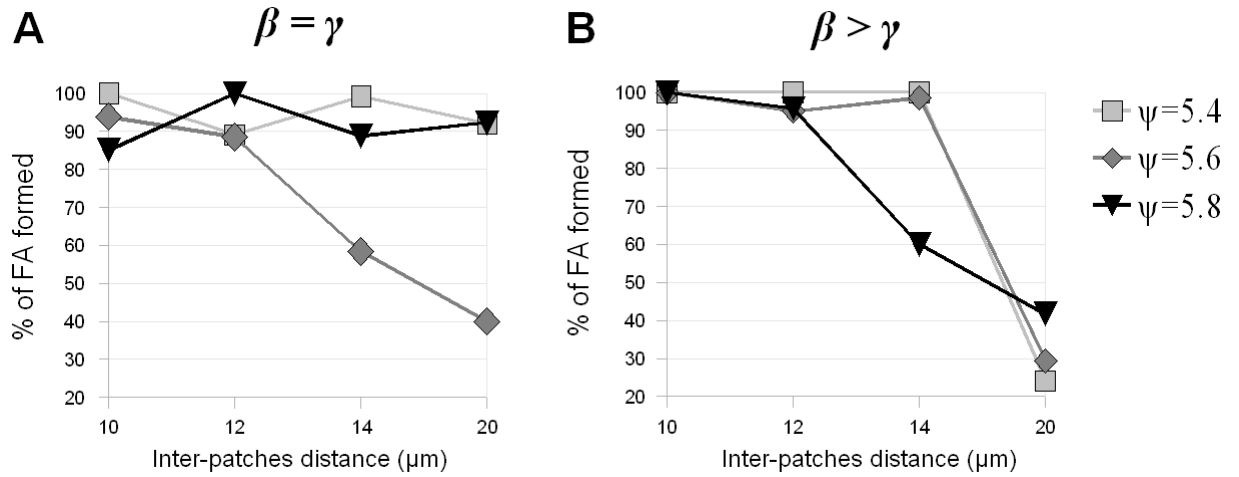 A
β = γ
% of FA formed
100
90
80
70
60
50
40
30
20
10 12 14 20
Inter-patches distance (μm)
B
β > γ
% of FA formed
100
90
80
70
60
50
40
30
20
10 12 14 20
Inter-patches distance (μm)
ψ=5.4
ψ=5.6
ψ=5.8